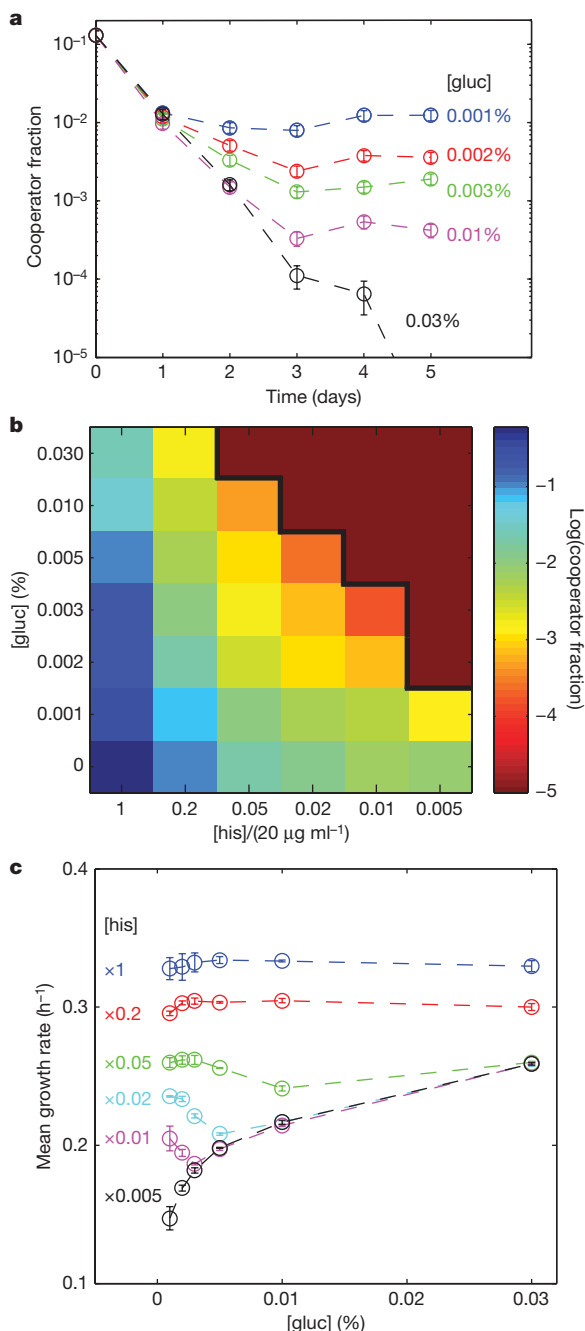 a
Cooperator fraction
10⁻¹
10⁻²
10⁻³
10⁻⁴
10⁻⁵
[gluc]
0.001%
0.002%
0.003%
0.01%
0.03%
0 1 2 3 4 5
Time (days)
b
[gluc] (%)
0.030
0.010
0.005
0.003
0.002
0.001
0
1 0.2 0.05 0.02 0.01 0.005
[his]/(20 µg ml⁻¹)
−1
−2
−3
−4
−5
Log(cooperator fraction)
c
Mean growth rate (h⁻¹)
0.4
0.3
0.2
0.1
[his]
×1
×0.2
×0.05
×0.02
×0.01
×0.005
0 0.01 0.02 0.03
[gluc] (%)